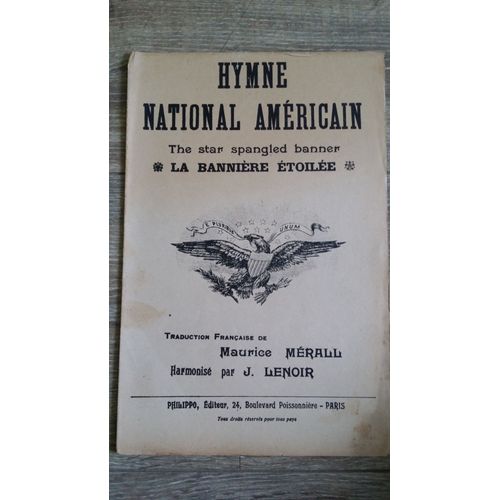 HYMNE
NATIONAL AMÉRICAIN
The star spangled banner
LA BANNIÈRE ÉTOILÉE
E PLURIBUS UNUM
TRADUCTION FRANÇAISE DE
Maurice MÉRALL
Harmonisé par J. LENOIR
PHILIPPO, Éditeur, 24, Boulevard Poissonnière - PARIS
Tous droits réservés pour tous pays